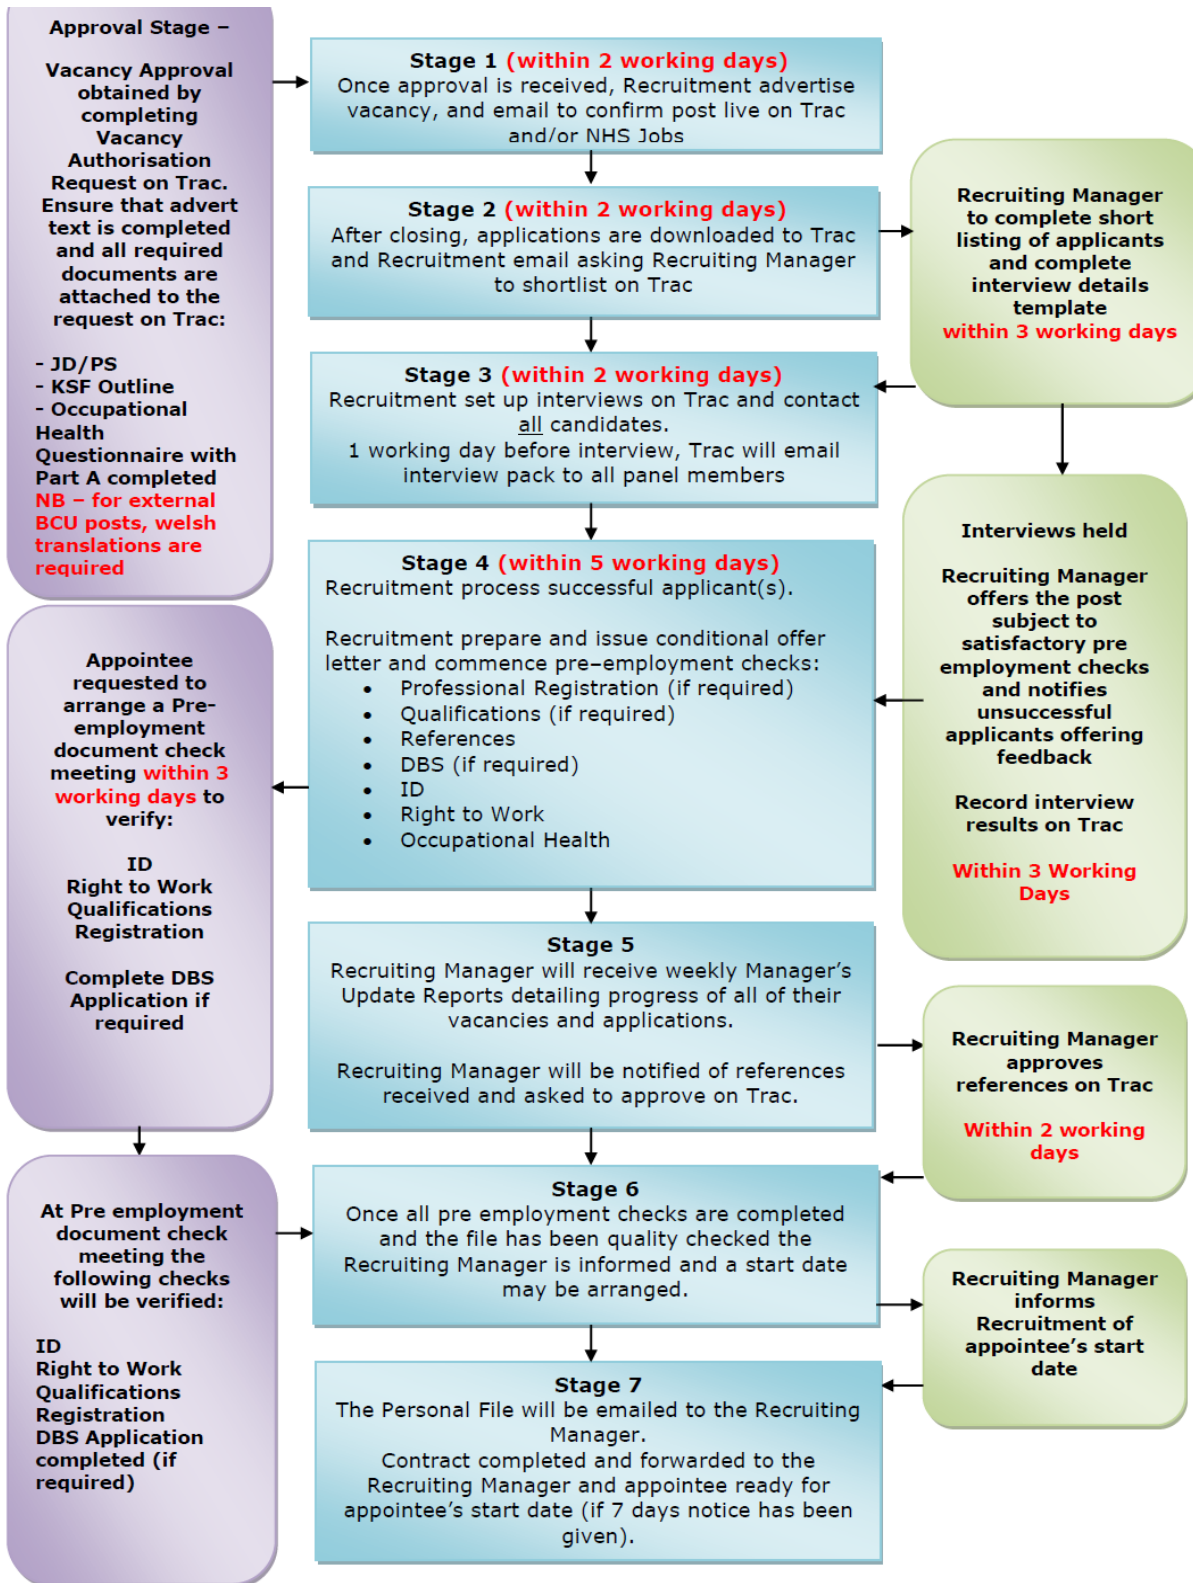 Approval Stage –
Vacancy Approval
obtained by
completing
Vacancy
Authorisation
Request on Trac.
Ensure that advert
text is completed
and all required
documents are
attached to the
request on Trac:
- JD/PS
- KSF Outline
- Occupational
Health
Questionnaire with
Part A completed
NB – for external
BCU posts, welsh
translations are
required
Stage 1 (within 2 working days)
Once approval is received, Recruitment advertise
vacancy, and email to confirm post live on Trac
and/or NHS Jobs
Stage 2 (within 2 working days)
After closing, applications are downloaded to Trac
and Recruitment email asking Recruiting Manager
to shortlist on Trac
Recruiting Manager
to complete short
listing of applicants
and complete
interview details
template
within 3 working days
Stage 3 (within 2 working days)
Recruitment set up interviews on Trac and contact
all candidates.
1 working day before interview, Trac will email
interview pack to all panel members
Interviews held
Recruiting Manager
offers the post
subject to
satisfactory pre
employment checks
and notifies
unsuccessful
applicants offering
feedback
Record interview
results on Trac
Within 3 Working
Days
Stage 4 (within 5 working days)
Recruitment process successful applicant(s).
Recruitment prepare and issue conditional offer
letter and commence pre–employment checks:
• Professional Registration (if required)
• Qualifications (if required)
• References
• DBS (if required)
• ID
• Right to Work
• Occupational Health
Appointee
requested to
arrange a Pre-
employment
document check
meeting within 3
working days to
verify:
ID
Right to Work
Qualifications
Registration
Complete DBS
Application if
required
Stage 5
Recruiting Manager will receive weekly Manager’s
Update Reports detailing progress of all of their
vacancies and applications.
Recruiting Manager will be notified of references
received and asked to approve on Trac.
Recruiting Manager
approves
references on Trac
Within 2 working
days
At Pre employment
document check
meeting the
following checks
will be verified:
ID
Right to Work
Qualifications
Registration
DBS Application
completed (if
required)
Stage 6
Once all pre employment checks are completed
and the file has been quality checked the
Recruiting Manager is informed and a start date
may be arranged.
Recruiting Manager
informs
Recruitment of
appointee’s start
date
Stage 7
The Personal File will be emailed to the Recruiting
Manager.
Contract completed and forwarded to the
Recruiting Manager and appointee ready for
appointee’s start date (if 7 days notice has been
given).